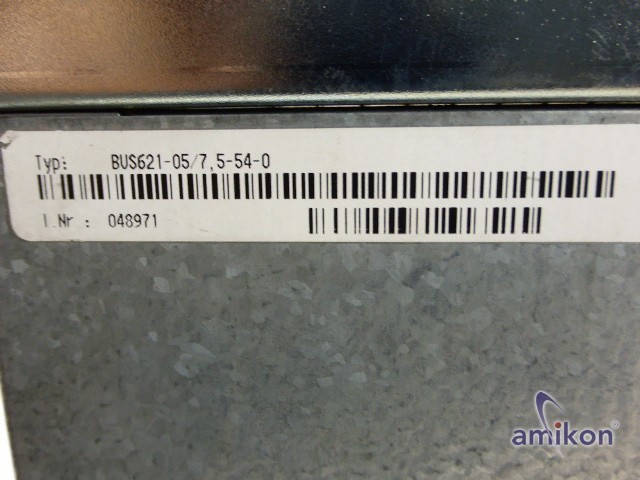 Typ: BUS621-05/7,5-54-0
I.Nr : 048971
amikon